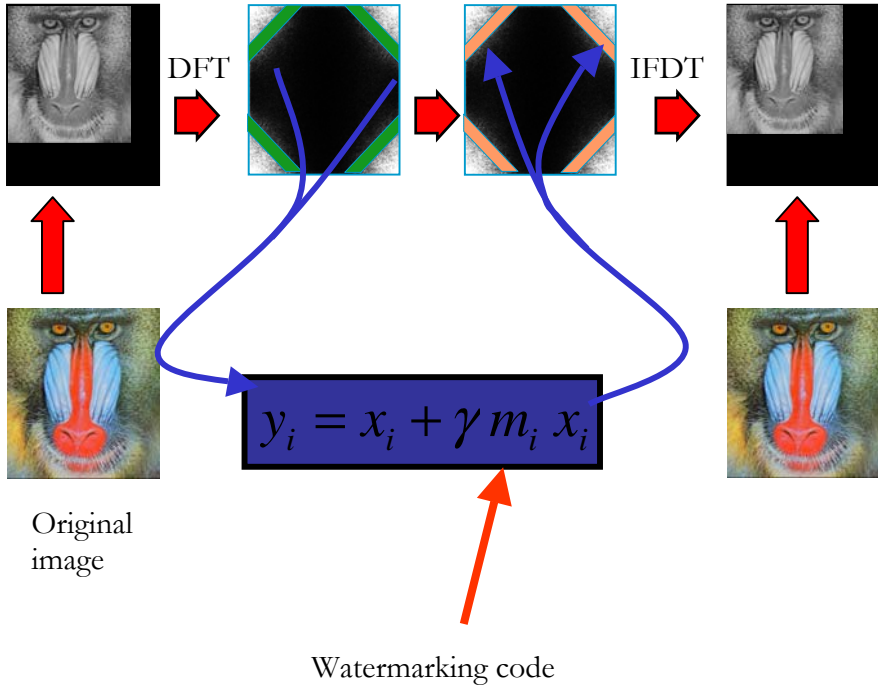 DFT
IFDT
y_i = x_i + γ m_i x_i
Original
image
Watermarking code